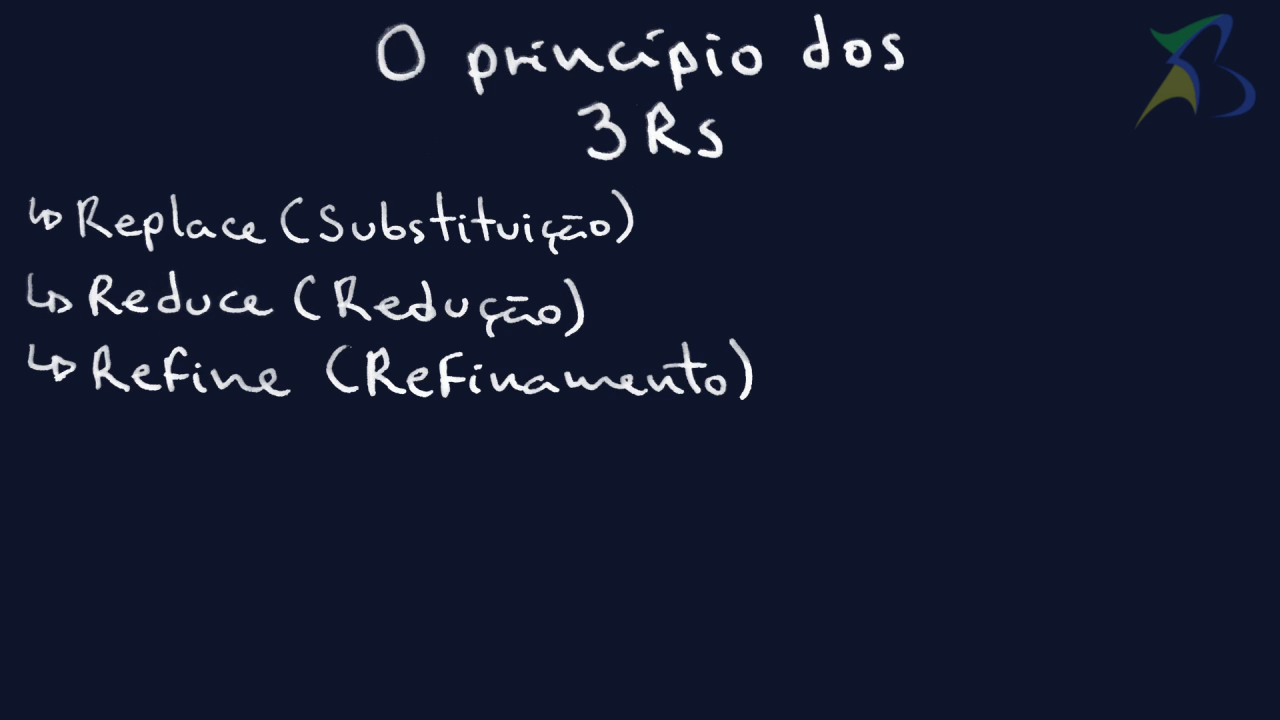 O princípio dos
3Rs
↳ Replace (Substituição)
↳ Reduce (Redução)
↳ Refine (Refinamento)